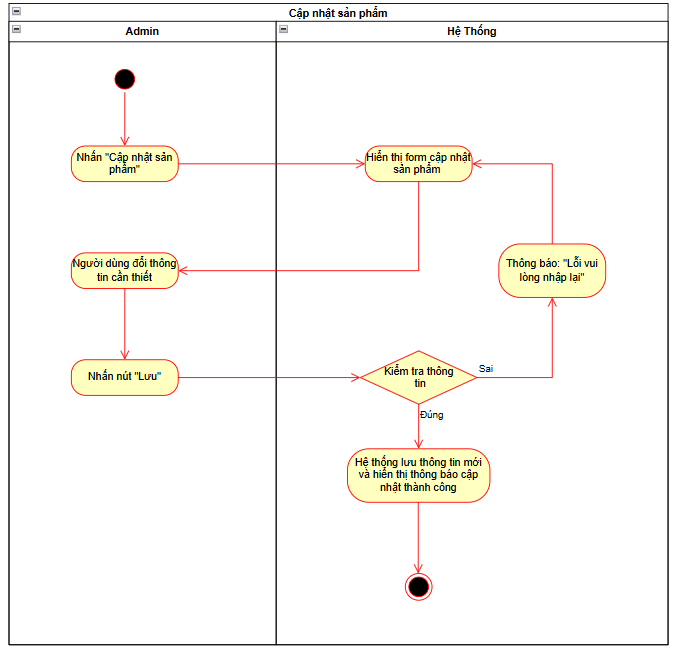 Cập nhật sản phẩm
Admin
Hệ Thống
Nhấn "Cập nhật sản
phẩm"
Hiển thị form cập nhật
sản phẩm
Người dùng đổi thông
tin cần thiết
Thông báo: "Lỗi vui
lòng nhập lại"
Nhấn nút "Lưu"
Kiểm tra thông
tin
Sai
Đúng
Hệ thống lưu thông tin mới
và hiển thị thông báo cập
nhật thành công